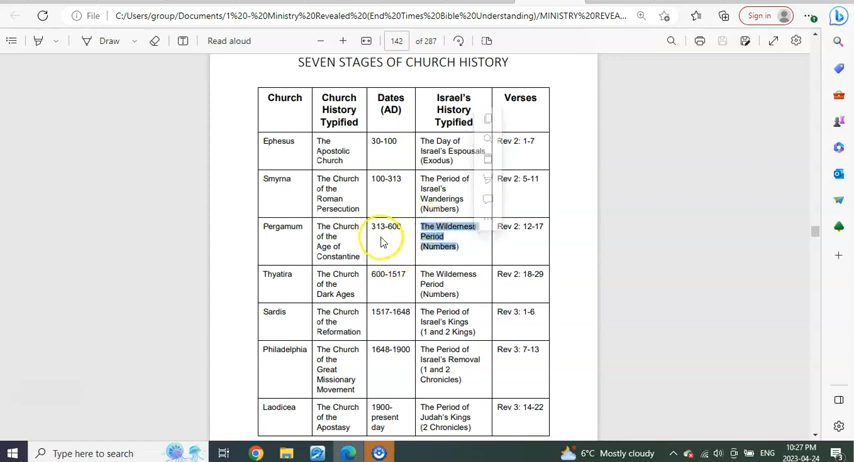 File
C:/Users/group/Documents/1%20-%20Ministry%20Revealed%20(End%20Times%20Bible%20Understanding)/MINISTRY%20REVEA...
Sign in
Draw
Read aloud
142
of 287
SEVEN STAGES OF CHURCH HISTORY
Church
Church
History
Typified
Dates
(AD)
Israel's
History
Typified
Verses
Ephesus
The
Apostolic
Church
30-100
The Day of
Israel's Espousals
(Exodus)
Rev 2: 1-7
Smyrna
The Church
of the
Roman
Persecution
100-313
The Period of
Israel's
Wanderings
(Numbers)
Rev 2: 5-11
Pergamum
The Church
of the
Age of
Constantine
313-600
The Wilderness
Period
(Numbers)
Rev 2: 12-17
Thyatira
The Church
of the
Dark Ages
600-1517
The Wilderness
Period
(Numbers)
Rev 2: 18-29
Sardis
The Church
of the
Reformation
1517-1648
The Period of
Israel's Kings
(1 and 2 Kings)
Rev 3: 1-6
Philadelphia
The Church
of the
Great
Missionary
Movement
1648-1900
The Period of
Israel's Removal
(1 and 2
Chronicles)
Rev 3: 7-13
Laodicea
The Church
of the
Apostasy
1900-
present
day
The Period of
Judah's Kings
(2 Chronicles)
Rev 3: 14-22
Type here to search
6°C Mostly cloudy
ENG
10:27 PM
2023-04-24